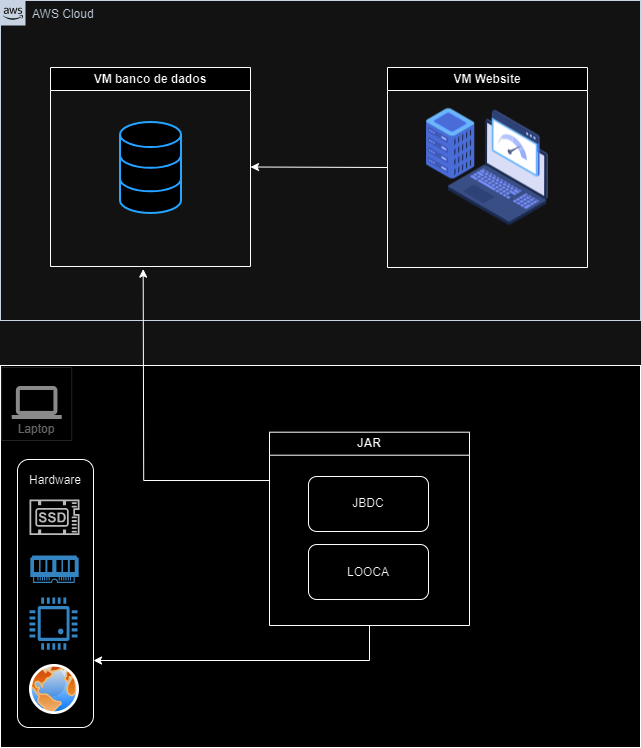 aws
AWS Cloud
VM banco de dados
VM Website
Laptop
JAR
Hardware
SSD
JBDC
LOOCA